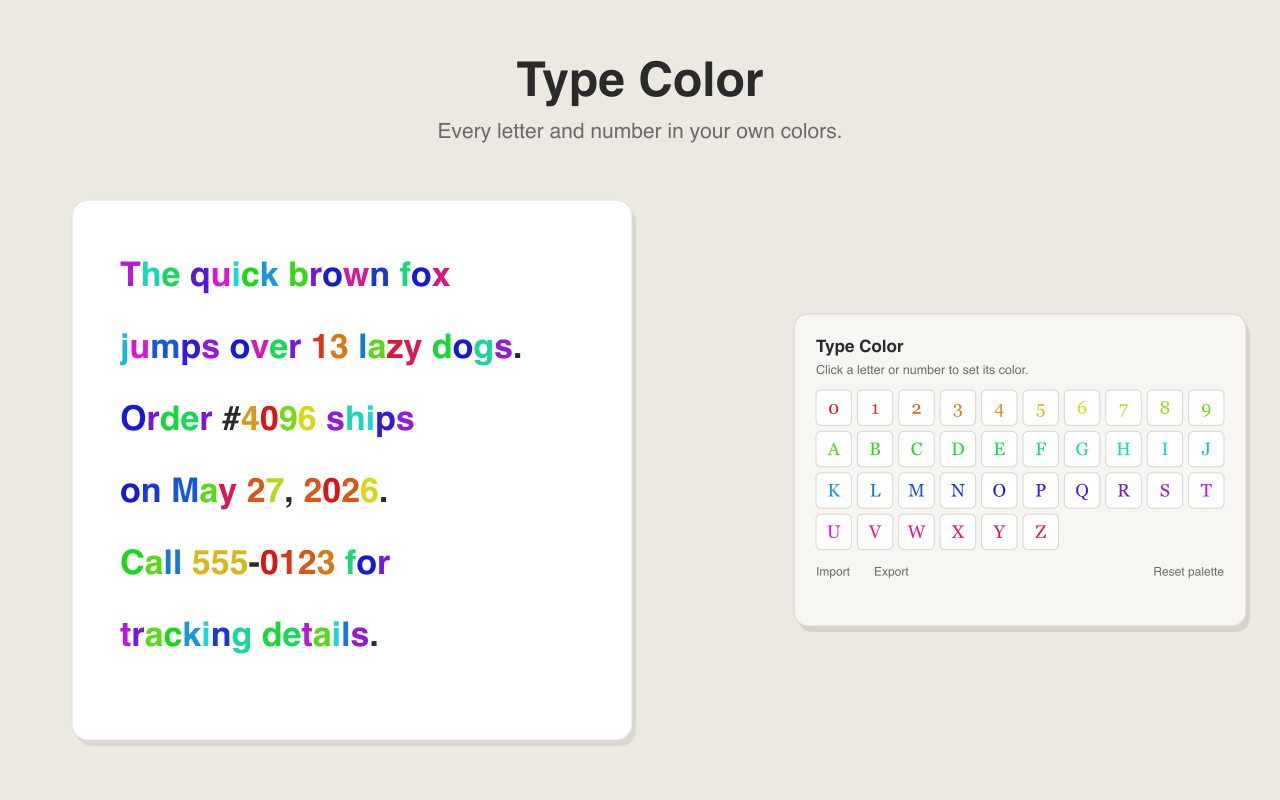 Type Color
Every letter and number in your own colors.
The quick brown fox
jumps over 13 lazy dogs.
Order #4096 ships
on May 27, 2026.
Call 555-0123 for
tracking details.
Type Color
Click a letter or number to set its color.
0 1 2 3 4 5 6 7 8 9
A B C D E F G H I J
K L M N O P Q R S T
U V W X Y Z
Import Export Reset palette